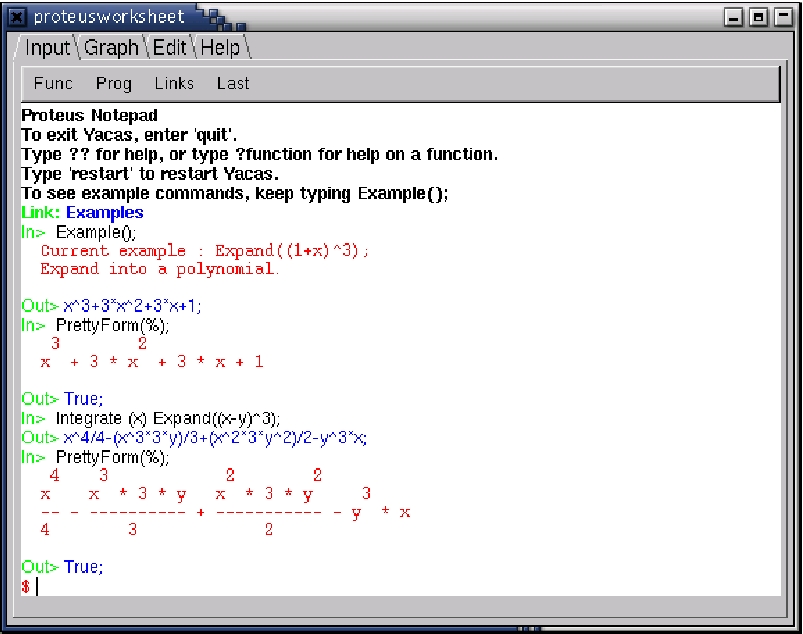 proteusworksheet
Input Graph Edit Help
Func Prog Links Last
Proteus Notepad
To exit Yacas, enter 'quit'.
Type ?? for help, or type ?function for help on a function.
Type 'restart' to restart Yacas.
To see example commands, keep typing Example();
Link: Examples
In> Example();
Current example : Expand((1+x)^3);
Expand into a polynomial.
Out> x^3+3*x^2+3*x+1;
In> PrettyForm(%);
3 2
x + 3 * x + 3 * x + 1
Out> True;
In> Integrate (x) Expand((x-y)^3);
Out> x^4/4-(x^3*3*y)/3+(x^2*3*y^2)/2-y^3*x;
In> PrettyForm(%);
4 3 2 2
x x * 3 * y x * 3 * y 3
-- - ---------- + ----------- - y * x
4 3 2
Out> True;
$